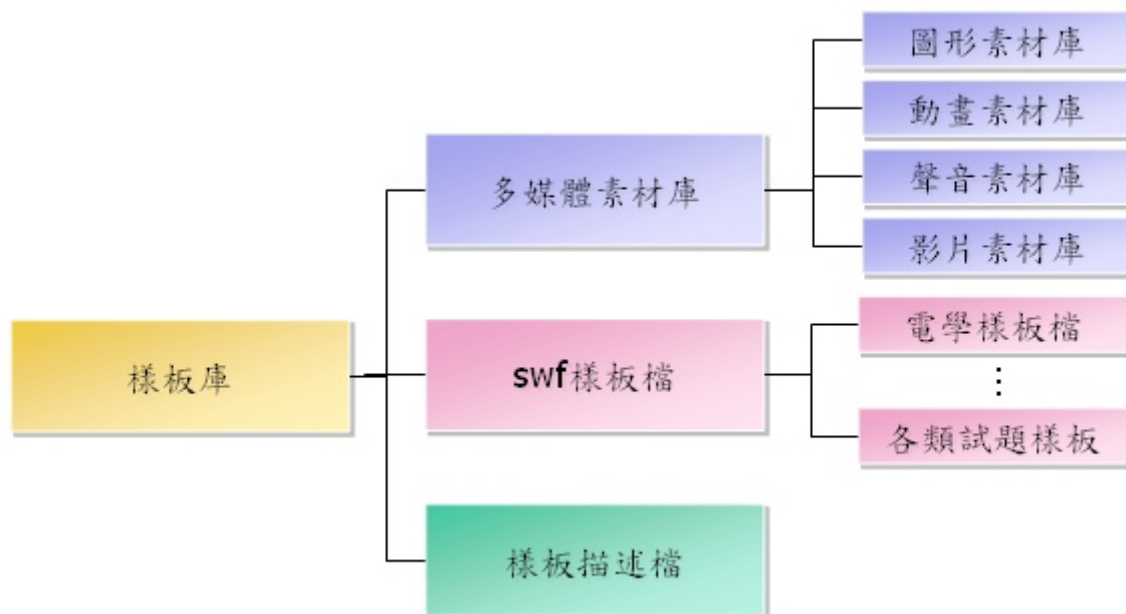 樣板庫
多媒體素材庫
圖形素材庫
動畫素材庫
聲音素材庫
影片素材庫
swf樣板檔
電學樣板檔
⋮
各類試題樣板
樣板描述檔